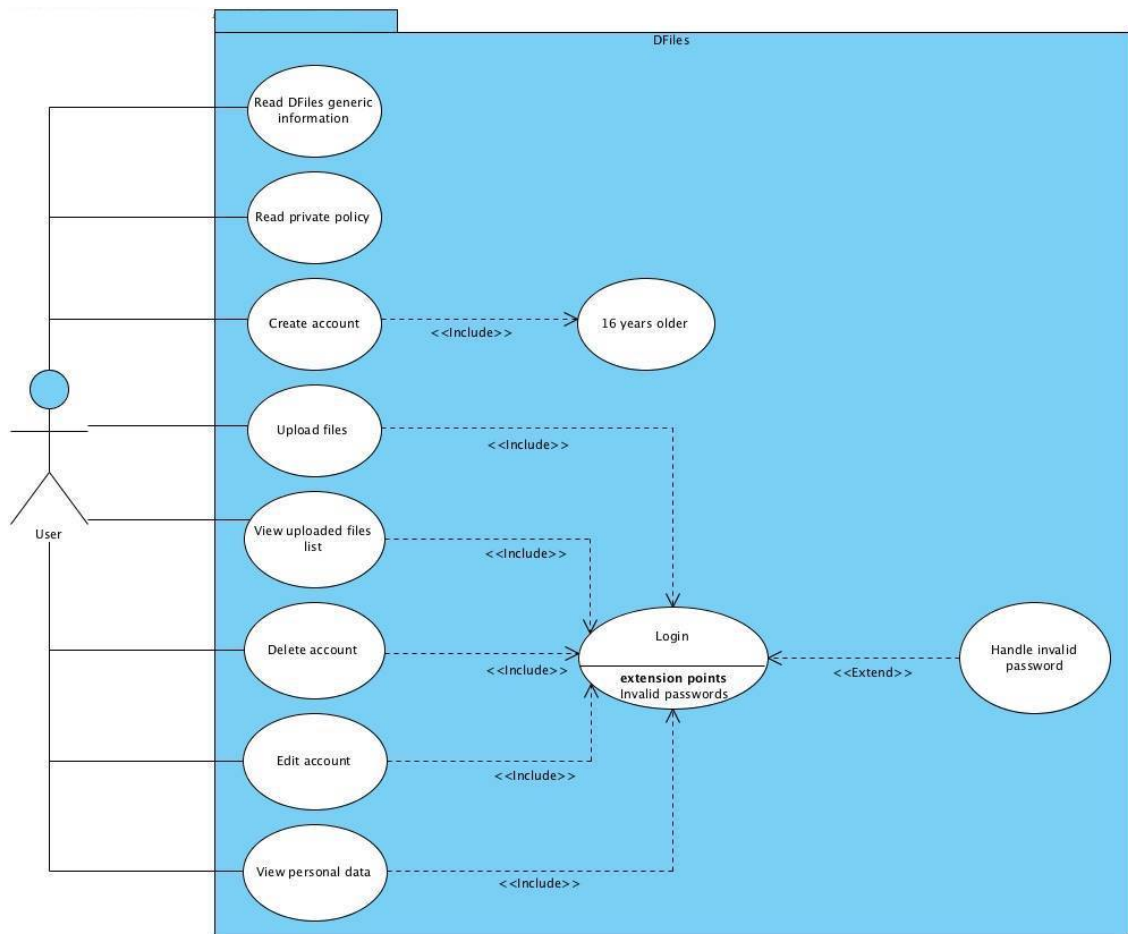 DFiles
Read DFiles generic
information
Read private policy
Create account
<<Include>>
16 years older
Upload files
<<Include>>
User
View uploaded files
list
<<Include>>
Login
extension points
Invalid passwords
Delete account
<<Include>>
<<Extend>>
Handle invalid
password
Edit account
<<Include>>
View personal data
<<Include>>